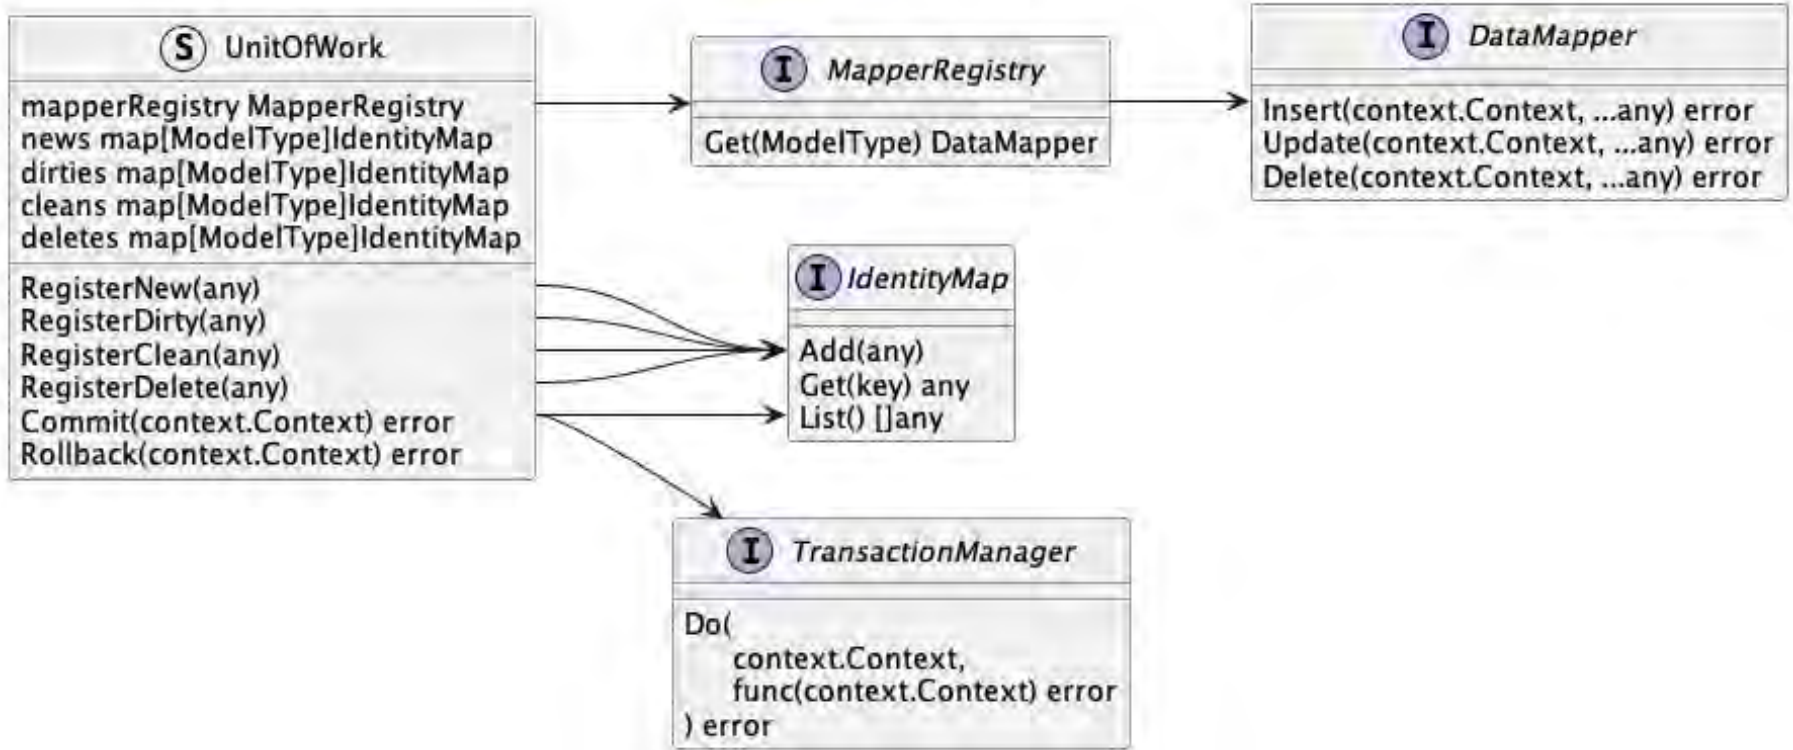 S UnitOfWork
mapperRegistry MapperRegistry
news map[ModelType]IdentityMap
dirties map[ModelType]IdentityMap
cleans map[ModelType]IdentityMap
deletes map[ModelType]IdentityMap
RegisterNew(any)
RegisterDirty(any)
RegisterClean(any)
RegisterDelete(any)
Commit(context.Context) error
Rollback(context.Context) error
I MapperRegistry
Get(ModelType) DataMapper
I DataMapper
Insert(context.Context, ...any) error
Update(context.Context, ...any) error
Delete(context.Context, ...any) error
I IdentityMap
Add(any)
Get(key) any
List() []any
I TransactionManager
Do(
context.Context,
func(context.Context) error
) error